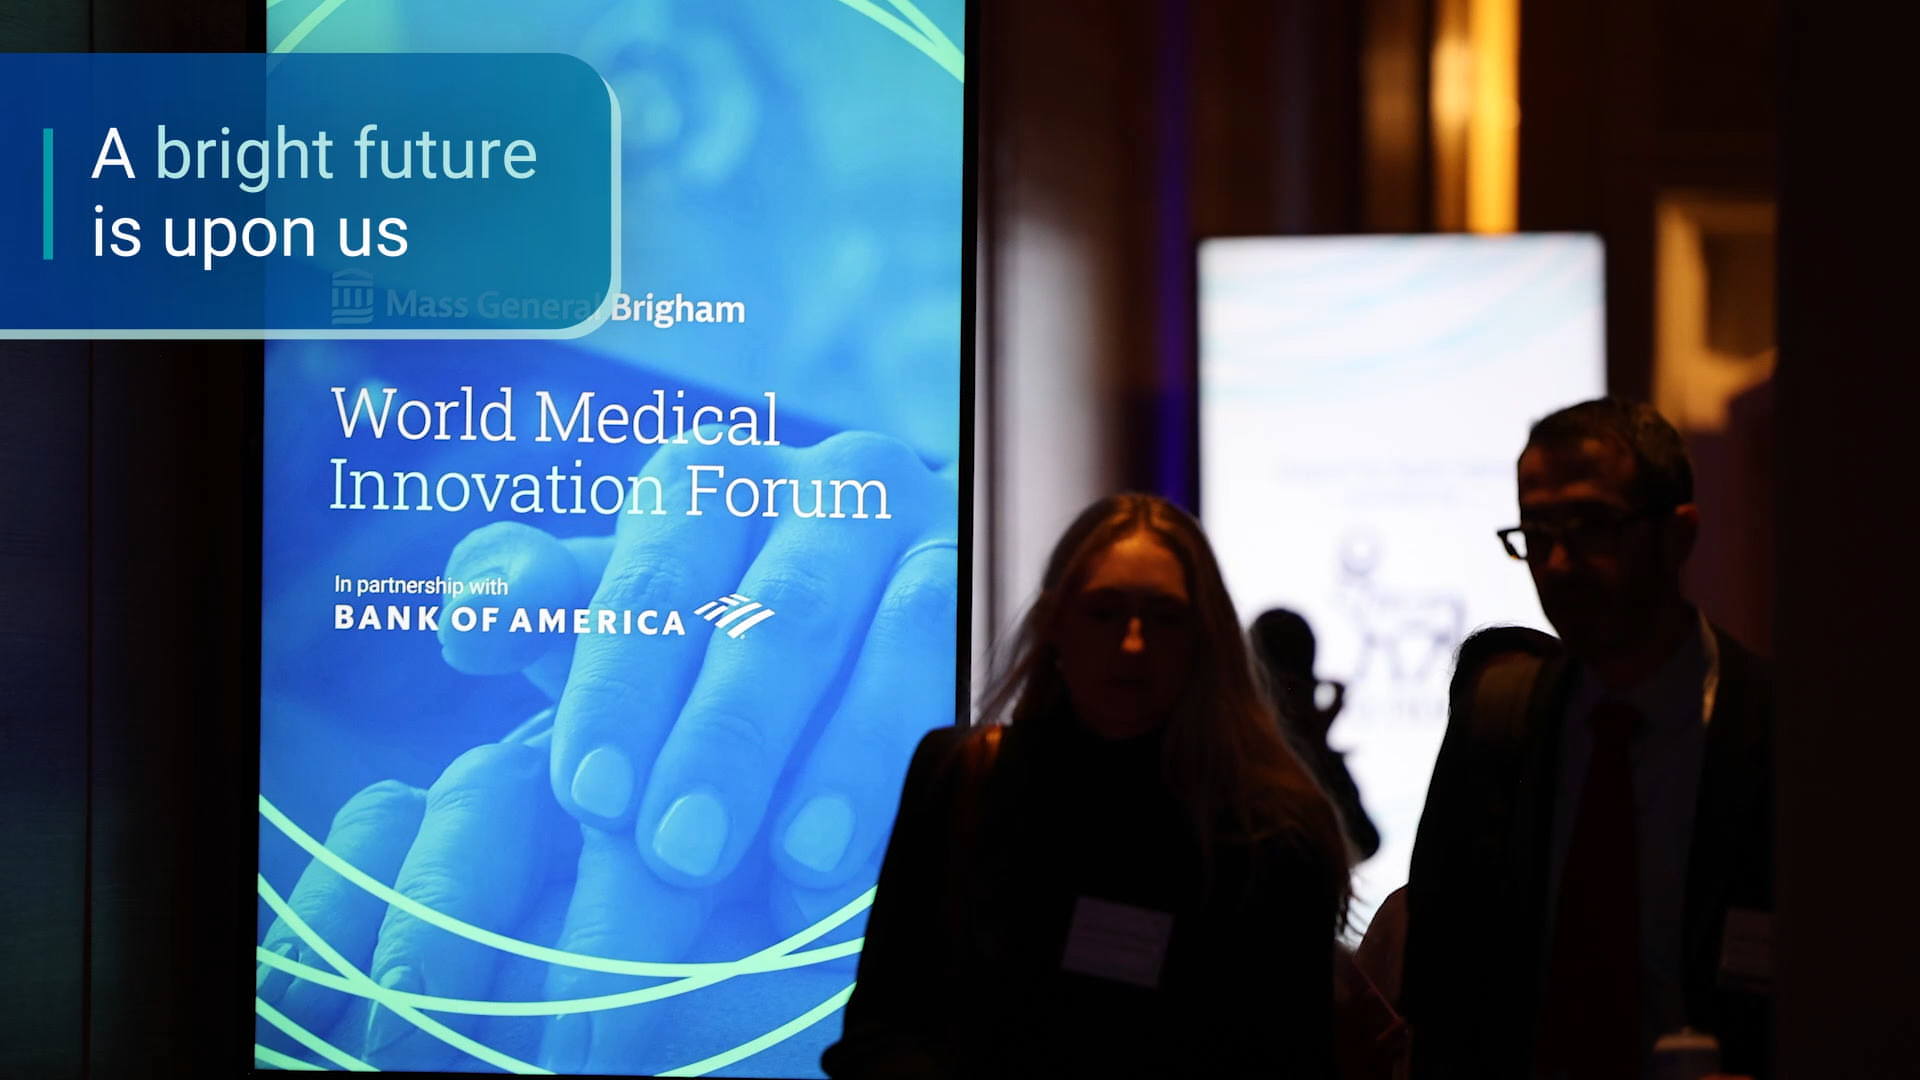 A bright future
is upon us
Mass General Brigham
World Medical
Innovation Forum
In partnership with
BANK OF AMERICA